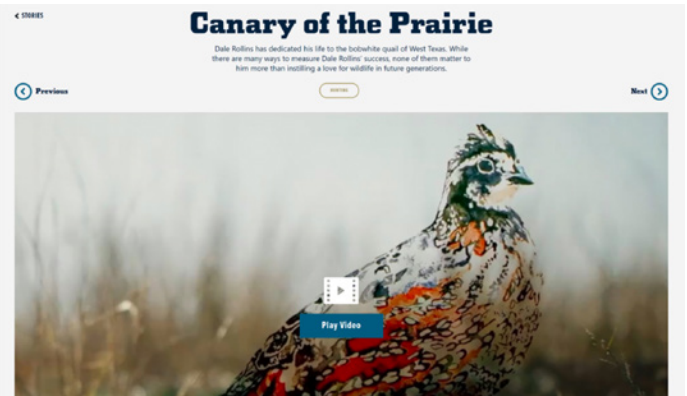 STORIES
Canary of the Prairie
Dale Rollins has dedicated his life to the bobwhite quail of West Texas. While
there are many ways to measure Dale Rollins' success, none of them matter to
him more than instilling a love for wildlife in future generations.
Previous
Next
Play Video